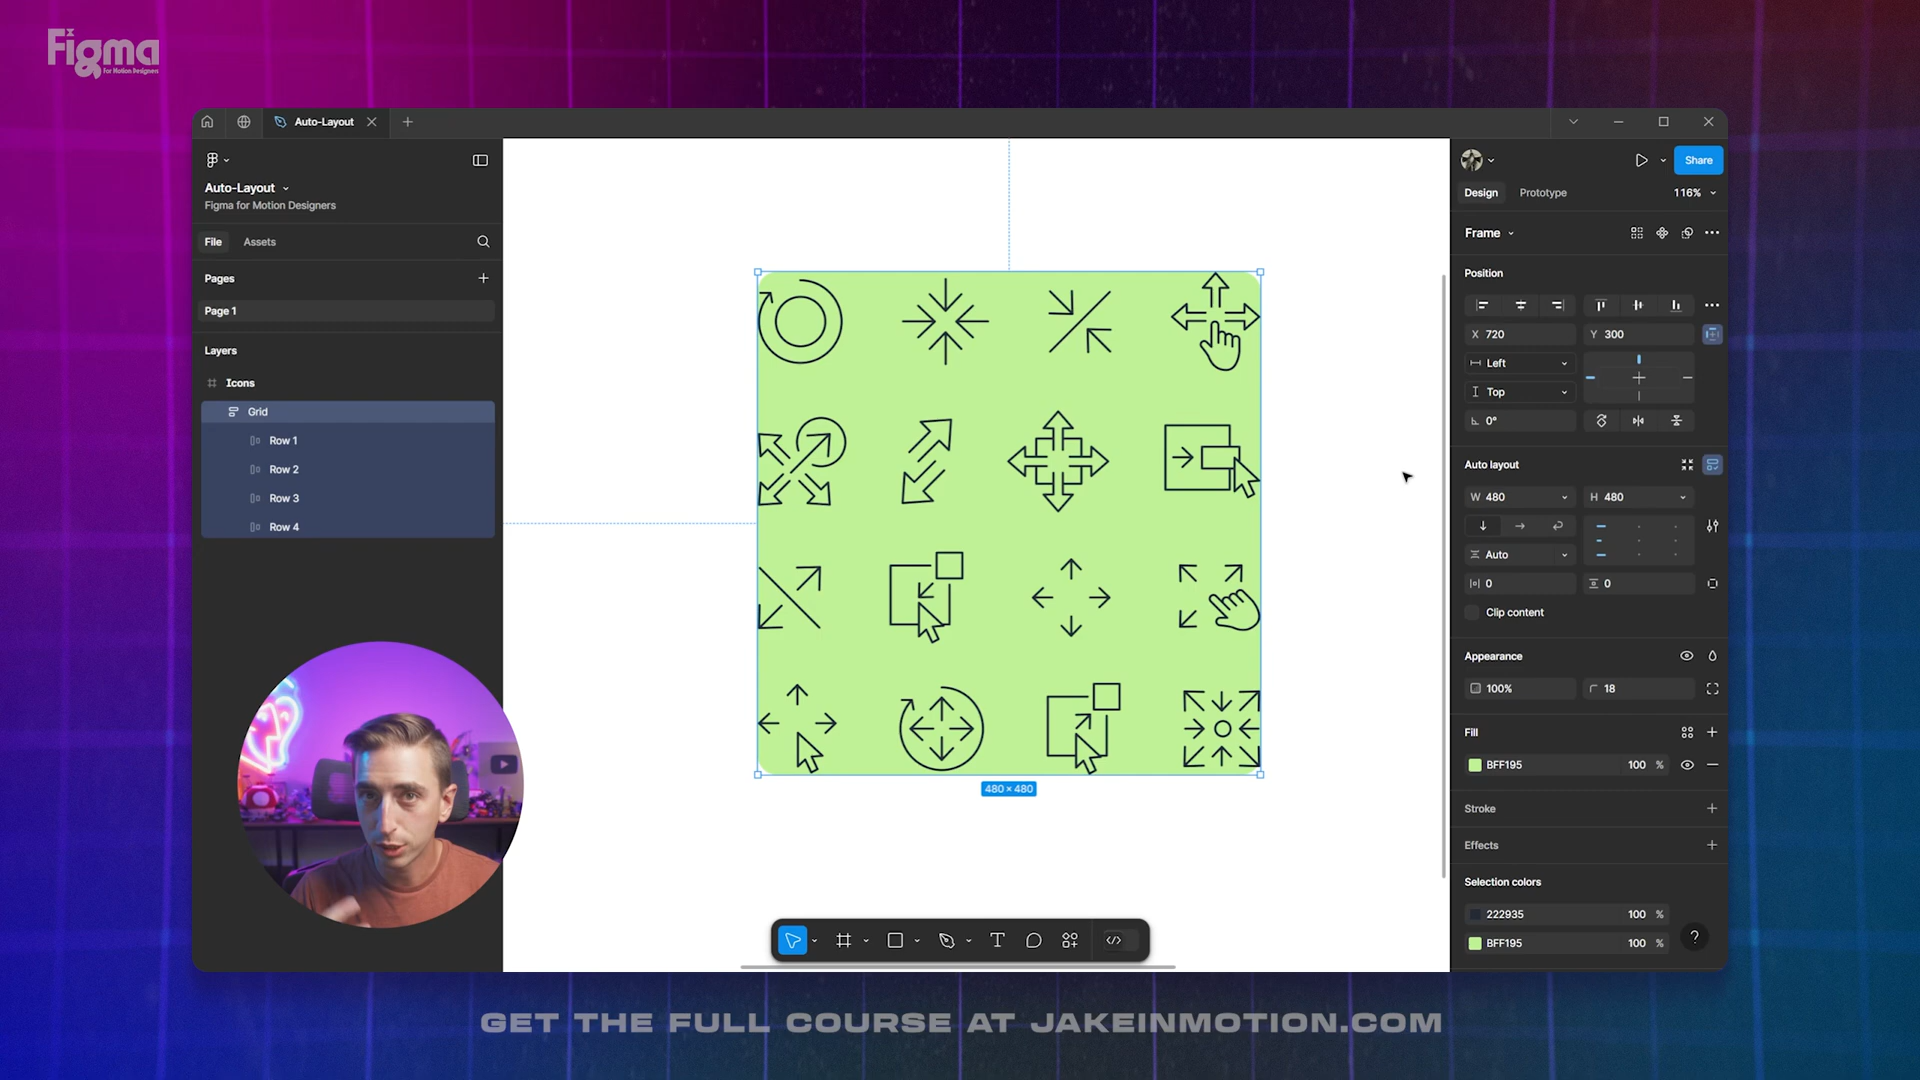 Figma
For Motion Designers
Auto-Layout
Auto-Layout
Figma for Motion Designers
File
Assets
Pages
Page 1
Layers
Icons
Grid
Row 1
Row 2
Row 3
Row 4
480 × 480
Share
Design
Prototype
116%
Frame
Position
X 720
Y 300
Left
Top
0°
Auto layout
W 480
H 480
Auto
0
0
Clip content
Appearance
100%
18
Fill
BFF195
100 %
Stroke
Effects
Selection colors
222935
100 %
BFF195
100 %
?
GET THE FULL COURSE AT JAKEINMOTION.COM